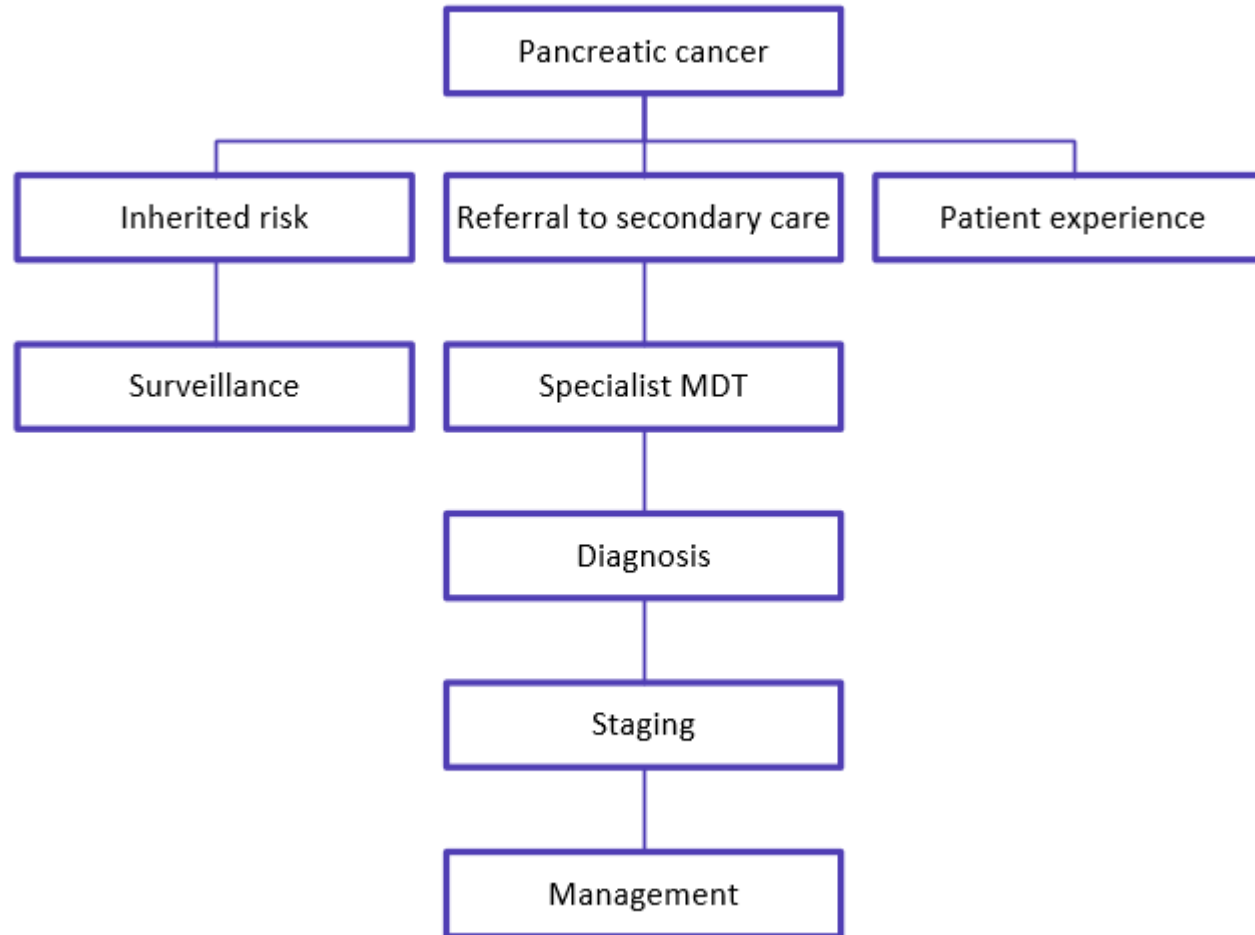 Pancreatic cancer
Inherited risk
Referral to secondary care
Patient experience
Surveillance
Specialist MDT
Diagnosis
Staging
Management